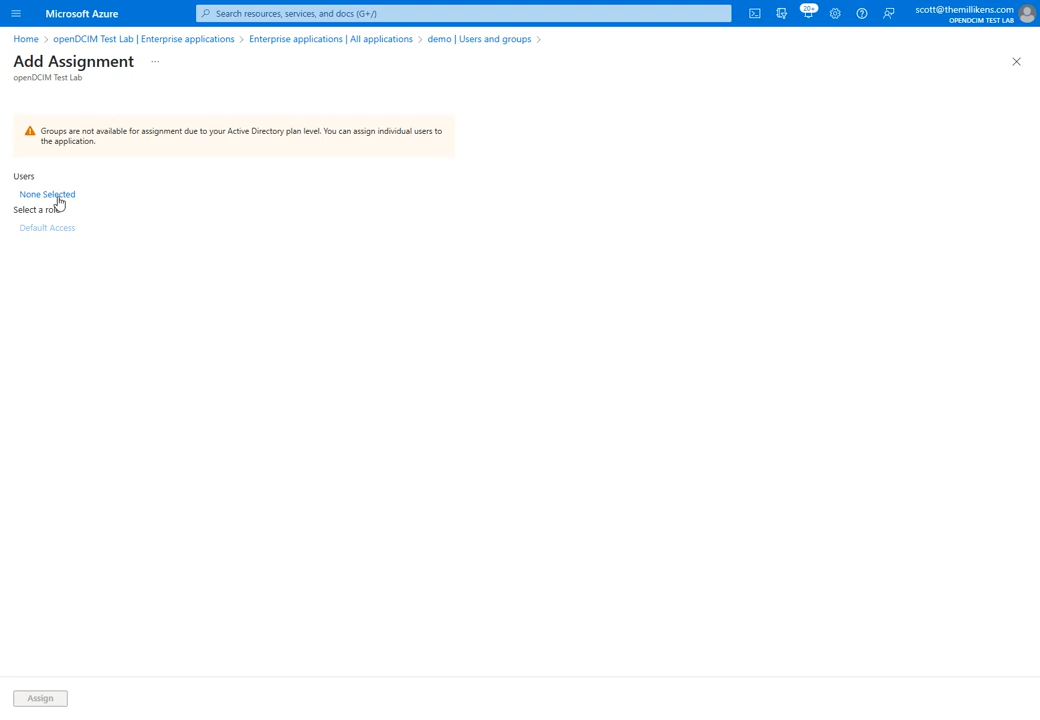 Microsoft Azure
Search resources, services, and docs (G+/)
20+
scott@themillikens.com
OPENDCIM TEST LAB
Home > openDCIM Test Lab | Enterprise applications > Enterprise applications | All applications > demo | Users and groups >
Add Assignment ...
openDCIM Test Lab
Groups are not available for assignment due to your Active Directory plan level. You can assign individual users to
the application.
Users
None Selected
Select a role
Default Access
Assign